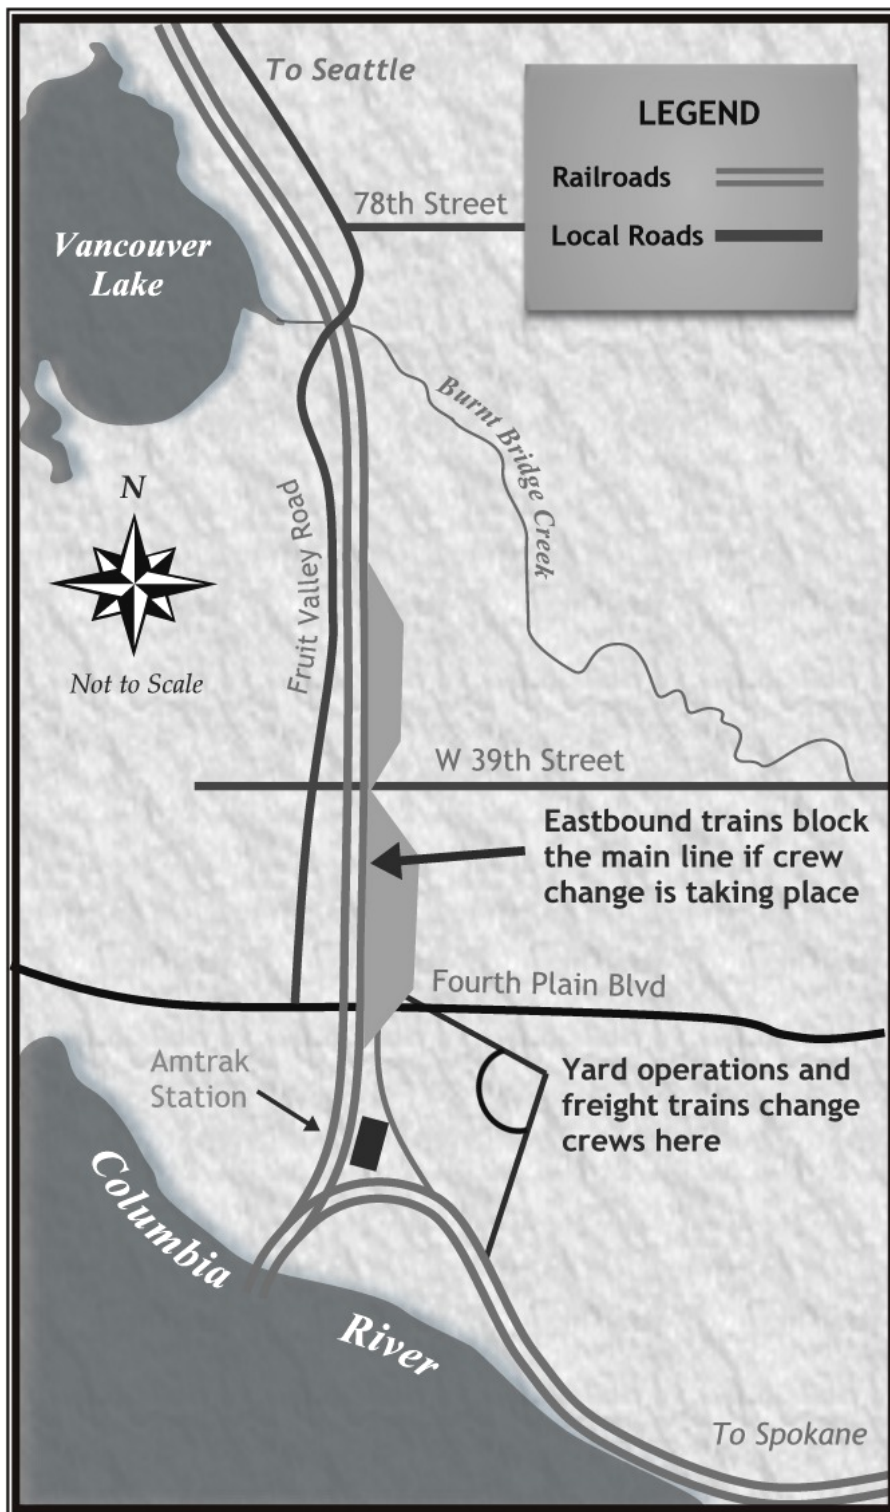 To Seattle
LEGEND
Railroads
Local Roads
78th Street
Vancouver
Lake
Burnt Bridge Creek
N
Fruit Valley Road
Not to Scale
W 39th Street
Eastbound trains block
the main line if crew
change is taking place
Fourth Plain Blvd
Amtrak
Station
Yard operations and
freight trains change
crews here
Columbia
River
To Spokane